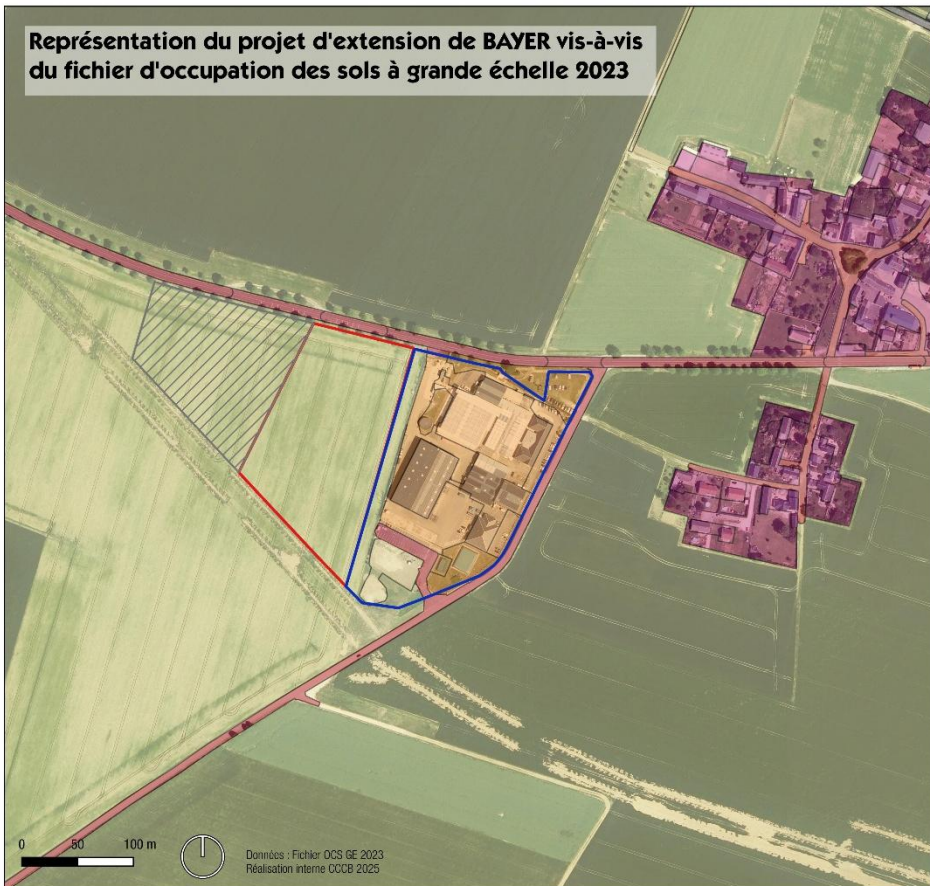 Représentation du projet d'extension de BAYER vis-à-vis
du fichier d'occupation des sols à grande échelle 2023
0 50 100 m
Données : Fichier OCS GE 2023
Réalisation interne CCCB 2025